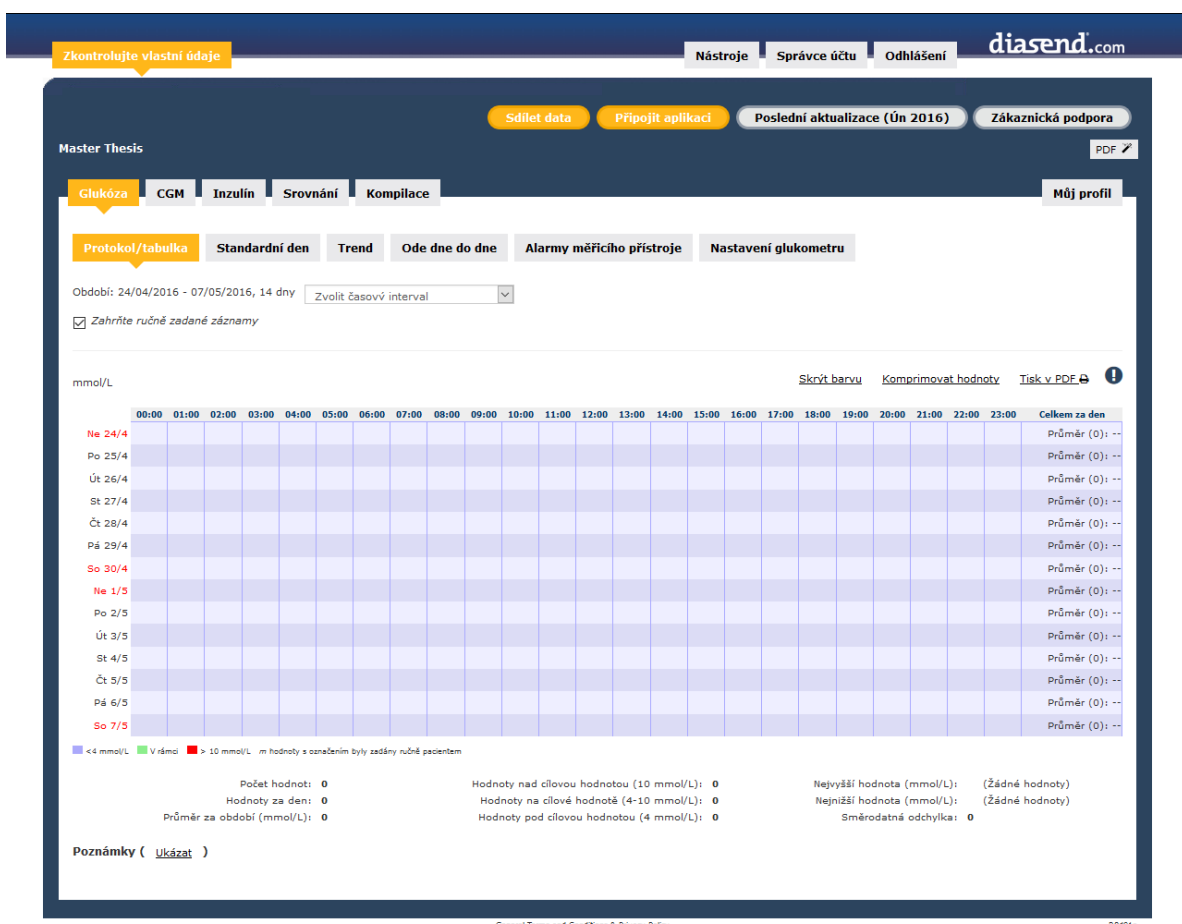 Zkontrolujte vlastní údaje
Nástroje Správce účtu Odhlášení diasend.com
Sdílet data Připojit aplikaci Poslední aktualizace (Ún 2016) Zákaznická podpora
Master Thesis PDF
Glukóza CGM Inzulín Srovnání Kompilace Můj profil
Protokol/tabulka Standardní den Trend Ode dne do dne Alarmy měřicího přístroje Nastavení glukometru
Období: 24/04/2016 - 07/05/2016, 14 dny Zvolit časový interval
Zahrňte ručně zadané záznamy
mmol/L Skrýt barvu Komprimovat hodnoty Tisk v PDF
00:00 01:00 02:00 03:00 04:00 05:00 06:00 07:00 08:00 09:00 10:00 11:00 12:00 13:00 14:00 15:00 16:00 17:00 18:00 19:00 20:00 21:00 22:00 23:00 Celkem za den
Ne 24/4 Průměr (0): --
Po 25/4 Průměr (0): --
Út 26/4 Průměr (0): --
St 27/4 Průměr (0): --
Čt 28/4 Průměr (0): --
Pá 29/4 Průměr (0): --
So 30/4 Průměr (0): --
Ne 1/5 Průměr (0): --
Po 2/5 Průměr (0): --
Út 3/5 Průměr (0): --
St 4/5 Průměr (0): --
Čt 5/5 Průměr (0): --
Pá 6/5 Průměr (0): --
So 7/5 Průměr (0): --
<4 mmol/L V rámci > 10 mmol/L m hodnoty s označením byly zadány ručně pacientem
Počet hodnot: 0 Hodnoty nad cílovou hodnotou (10 mmol/L): 0 Nejvyšší hodnota (mmol/L): (Žádné hodnoty)
Hodnoty za den: 0 Hodnoty na cílové hodnotě (4-10 mmol/L): 0 Nejnižší hodnota (mmol/L): (Žádné hodnoty)
Průměr za období (mmol/L): 0 Hodnoty pod cílovou hodnotou (4 mmol/L): 0 Směrodatná odchylka: 0
Poznámky ( Ukázat )